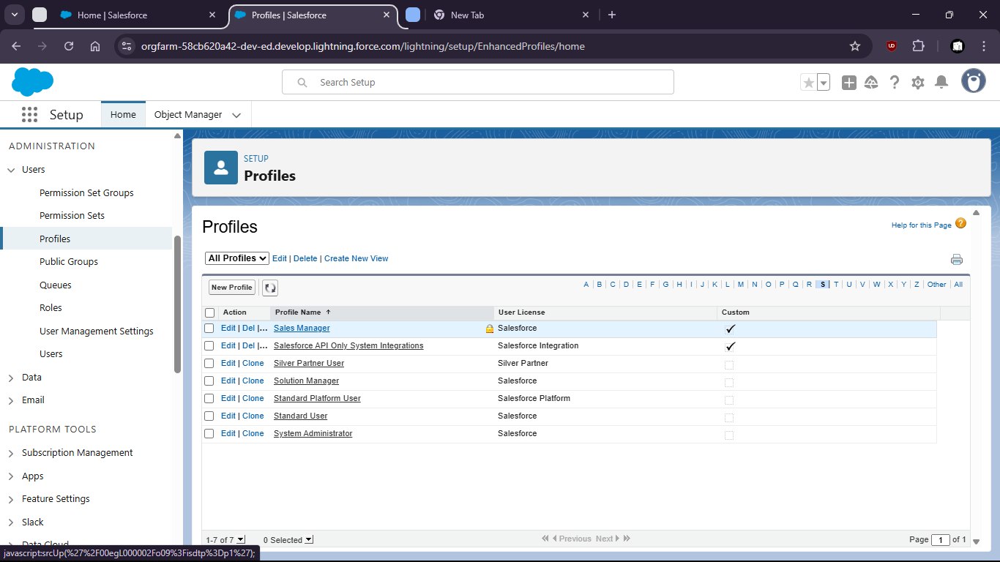 Home | Salesforce
Profiles | Salesforce
New Tab
orgfarm-58cb620a42-dev-ed.develop.lightning.force.com/lightning/setup/EnhancedProfiles/home
Search Setup
Setup
Home
Object Manager
ADMINISTRATION
Users
Permission Set Groups
Permission Sets
Profiles
Public Groups
Queues
Roles
User Management Settings
Users
Data
Email
PLATFORM TOOLS
Subscription Management
Apps
Feature Settings
Slack
Data Cloud
SETUP
Profiles
Profiles
Help for this Page ?
All Profiles Edit | Delete | Create New View
New Profile
A | B | C | D | E | F | G | H | I | J | K | L | M | N | O | P | Q | R | S | T | U | V | W | X | Y | Z | Other | All
Action Profile Name User License Custom
Edit | Del |... Sales Manager Salesforce
Edit | Del |... Salesforce API Only System Integrations Salesforce Integration
Edit | Clone Silver Partner User Silver Partner
Edit | Clone Solution Manager Salesforce
Edit | Clone Standard Platform User Salesforce Platform
Edit | Clone Standard User Salesforce
Edit | Clone System Administrator Salesforce
1-7 of 7 0 Selected Previous Next Page 1 of 1
javascript:srcUp(%27%2F00egL000002Fo09%3Fisdtp%3Dp1%27);